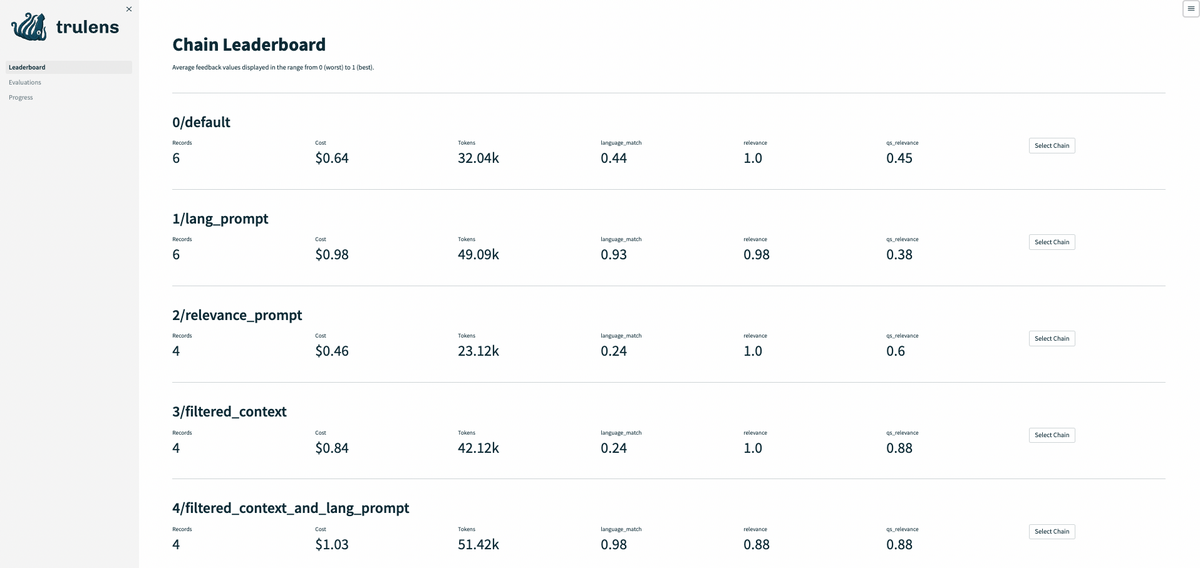 trulens
Leaderboard
Evaluations
Progress
Chain Leaderboard
Average feedback values displayed in the range from 0 (worst) to 1 (best).
0/default
Records Cost Tokens language_match relevance qs_relevance
6 $0.64 32.04k 0.44 1.0 0.45
Select Chain
1/lang_prompt
Records Cost Tokens language_match relevance qs_relevance
6 $0.98 49.09k 0.93 0.98 0.38
Select Chain
2/relevance_prompt
Records Cost Tokens language_match relevance qs_relevance
4 $0.46 23.12k 0.24 1.0 0.6
Select Chain
3/filtered_context
Records Cost Tokens language_match relevance qs_relevance
4 $0.84 42.12k 0.24 1.0 0.88
Select Chain
4/filtered_context_and_lang_prompt
Records Cost Tokens language_match relevance qs_relevance
4 $1.03 51.42k 0.98 0.88 0.88
Select Chain